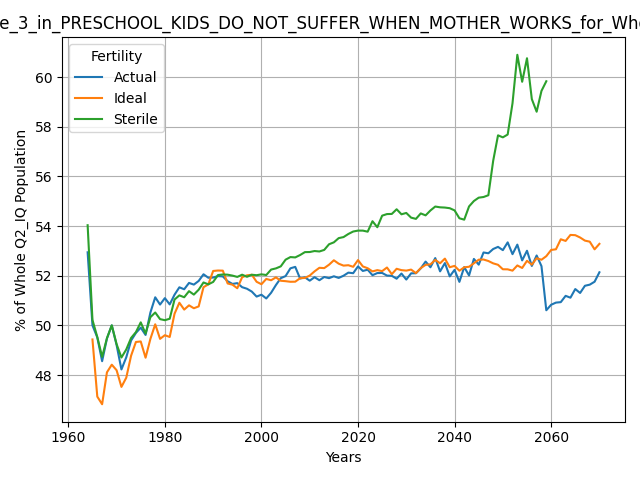 e_3_in_PRESCHOOL_KIDS_DO_NOT_SUFFER_WHEN_MOTHER_WORKS_for_Who
Fertility
Actual
Ideal
Sterile
% of Whole Q2_IQ Population
60
58
56
54
52
50
48
1960
1980
2000
2020
2040
2060
Years